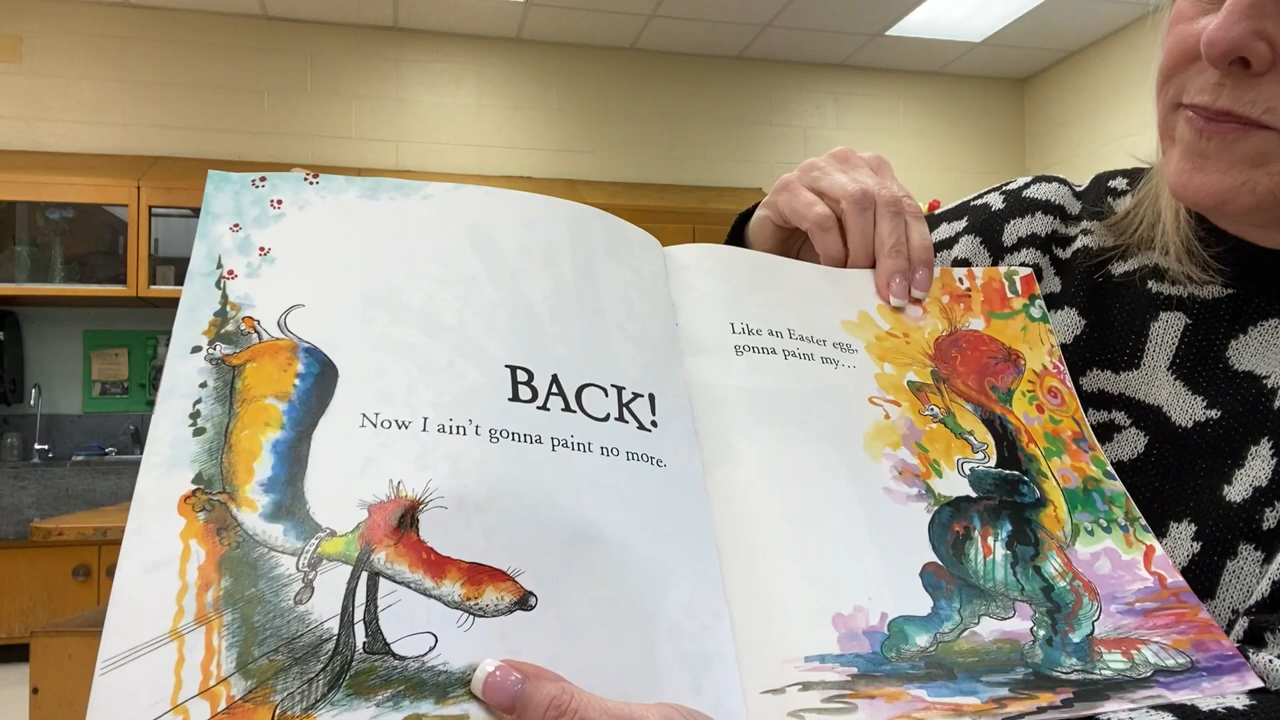 BACK!
Now I ain't gonna paint no more.
Like an Easter egg,
gonna paint my...